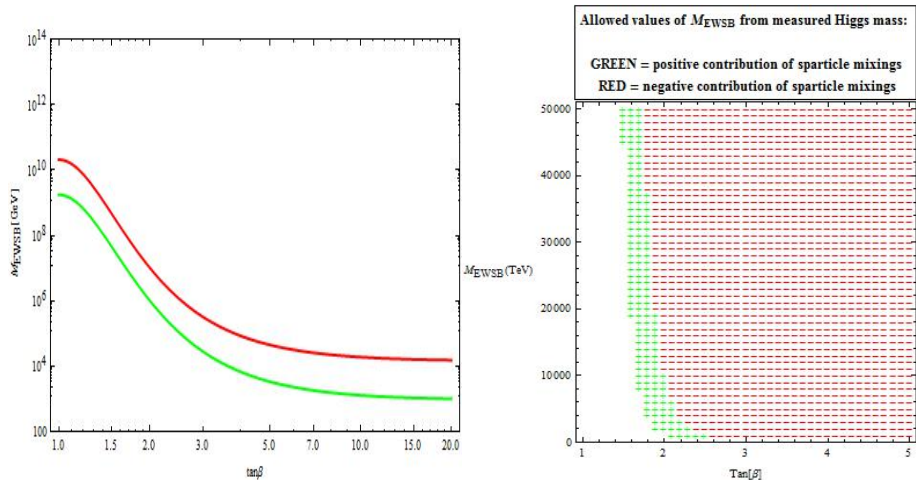 10^14
10^12
10^10
10^8
10^6
10^4
100
M_EWSB[GeV]
1.0 1.5 2.0 3.0 5.0 7.0 10.0 15.0 20.0
tanβ
Allowed values of M_EWSB from measured Higgs mass:
GREEN = positive contribution of sparticle mixings
RED = negative contribution of sparticle mixings
50000
40000
30000
M_EWSB(TeV)
20000
10000
0
1 2 3 4 5
Tan[β]